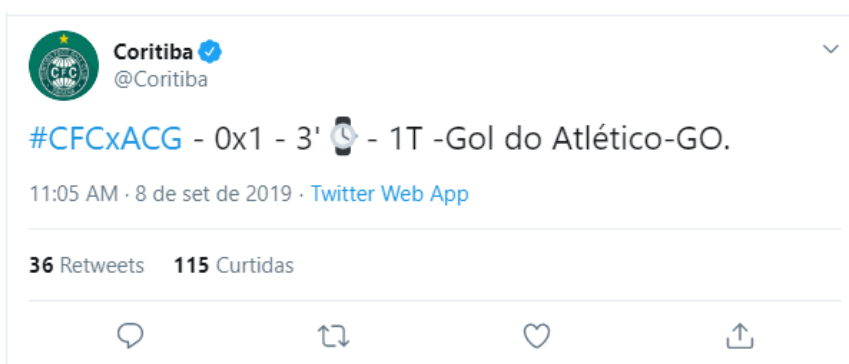 Coritiba
@Coritiba
#CFCxACG - 0x1 - 3' ⌚ - 1T -Gol do Atlético-GO.
11:05 AM · 8 de set de 2019 · Twitter Web App
36 Retweets 115 Curtidas
CFC